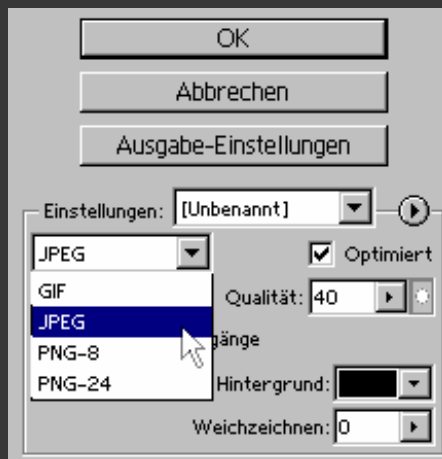 OK
Abbrechen
Ausgabe-Einstellungen
Einstellungen: [Unbenannt]
JPEG Optimiert
GIF Qualität: 40
JPEG gänge
PNG-8
PNG-24 Hintergrund:
Weichzeichnen: 0